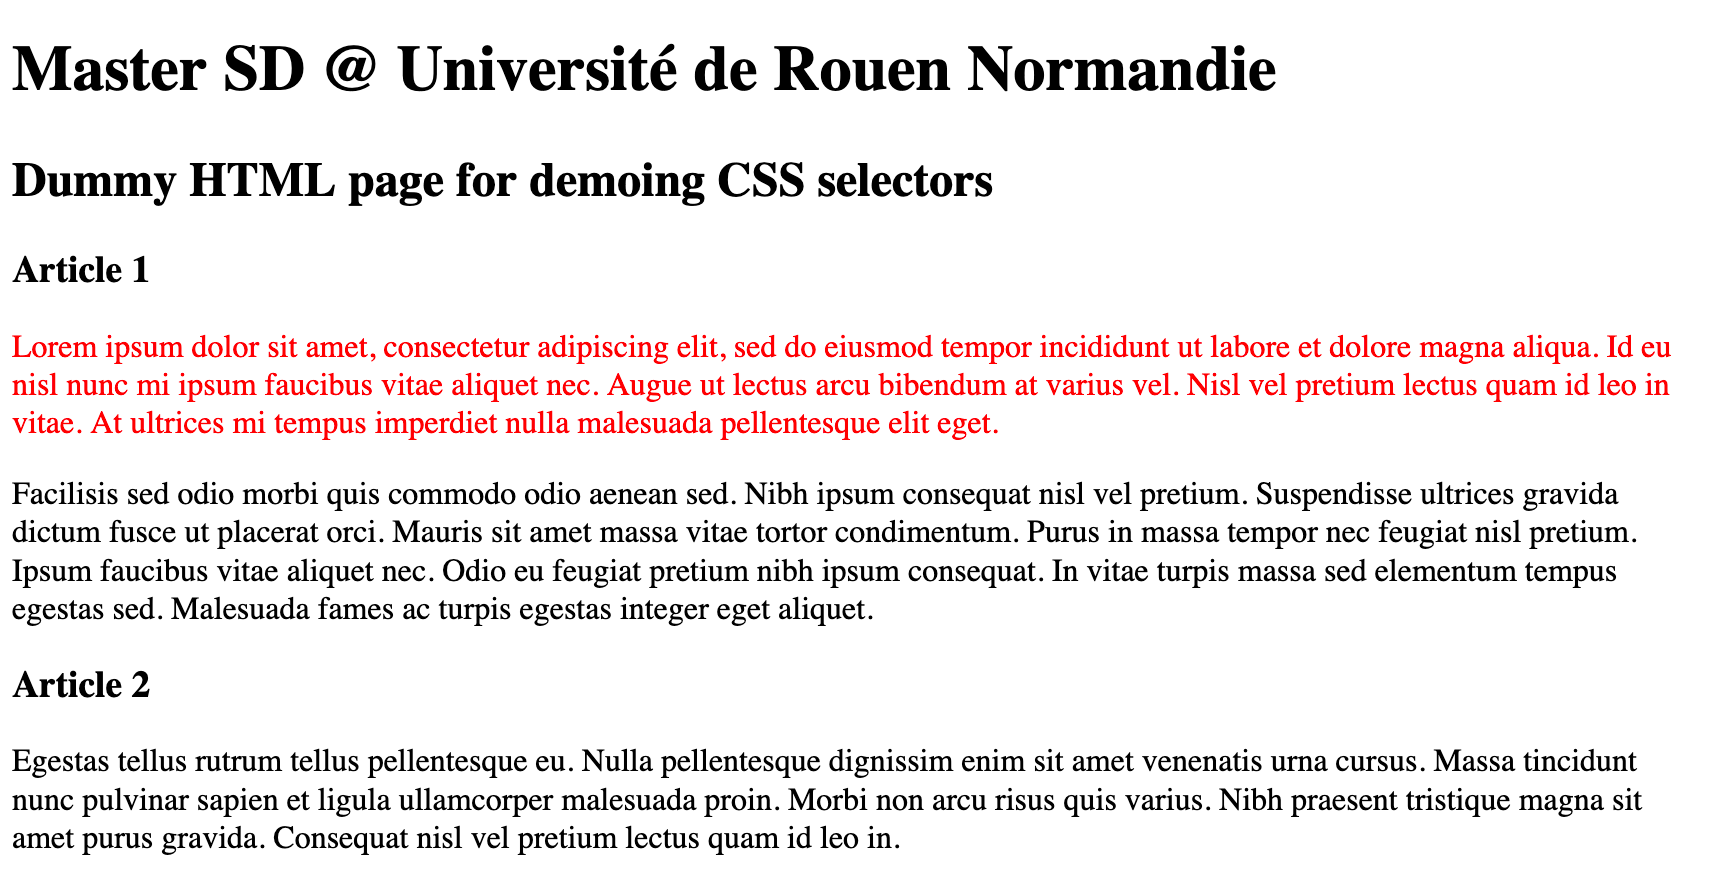 Master SD @ Université de Rouen Normandie
Dummy HTML page for demoing CSS selectors
Article 1
Lorem ipsum dolor sit amet, consectetur adipiscing elit, sed do eiusmod tempor incididunt ut labore et dolore magna aliqua. Id eu
nisl nunc mi ipsum faucibus vitae aliquet nec. Augue ut lectus arcu bibendum at varius vel. Nisl vel pretium lectus quam id leo in
vitae. At ultrices mi tempus imperdiet nulla malesuada pellentesque elit eget.
Facilisis sed odio morbi quis commodo odio aenean sed. Nibh ipsum consequat nisl vel pretium. Suspendisse ultrices gravida
dictum fusce ut placerat orci. Mauris sit amet massa vitae tortor condimentum. Purus in massa tempor nec feugiat nisl pretium.
Ipsum faucibus vitae aliquet nec. Odio eu feugiat pretium nibh ipsum consequat. In vitae turpis massa sed elementum tempus
egestas sed. Malesuada fames ac turpis egestas integer eget aliquet.
Article 2
Egestas tellus rutrum tellus pellentesque eu. Nulla pellentesque dignissim enim sit amet venenatis urna cursus. Massa tincidunt
nunc pulvinar sapien et ligula ullamcorper malesuada proin. Morbi non arcu risus quis varius. Nibh praesent tristique magna sit
amet purus gravida. Consequat nisl vel pretium lectus quam id leo in.